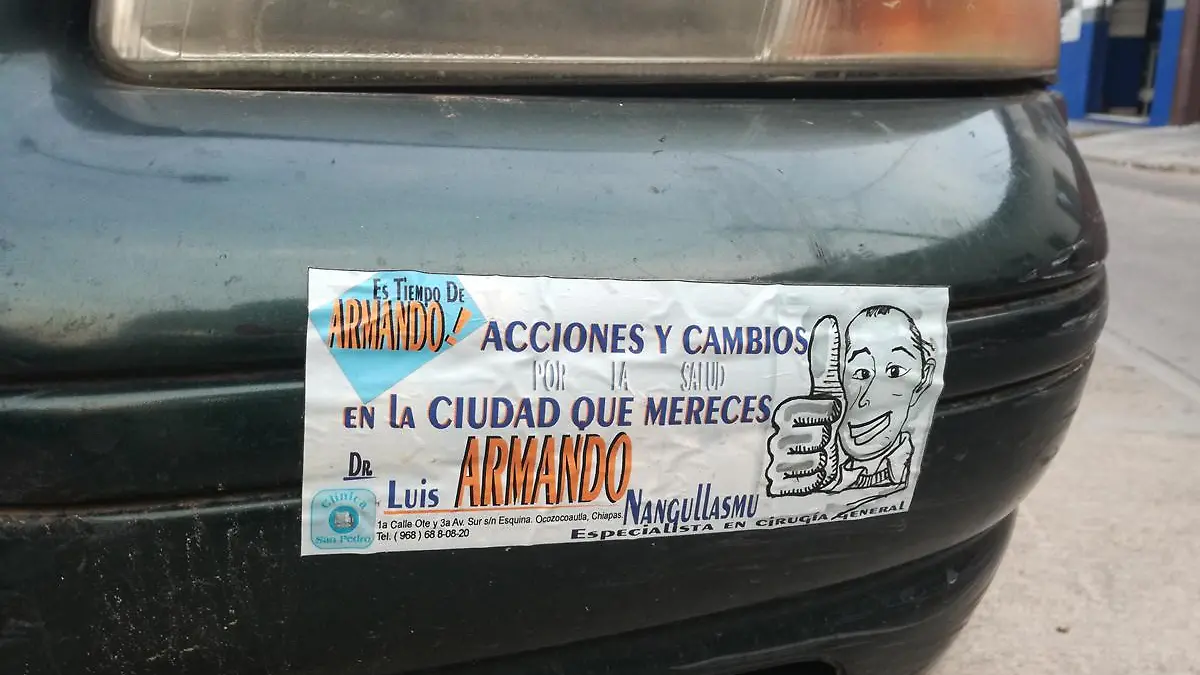 Es Tiempo De
ARMANDO!
ACCIONES Y CAMBIOS
POR LA SALUD
EN la CIUDAD QUE MERECES
Dr
Luis ARMANDO Nangullasmu
Especialista en Cirugía General
Clínica
San Pedro
1a Calle Ote y 3a Av. Sur s/n Esquina. Ocozocoautla, Chiapas.
Tel. ( 968 ) 68 8-08-20